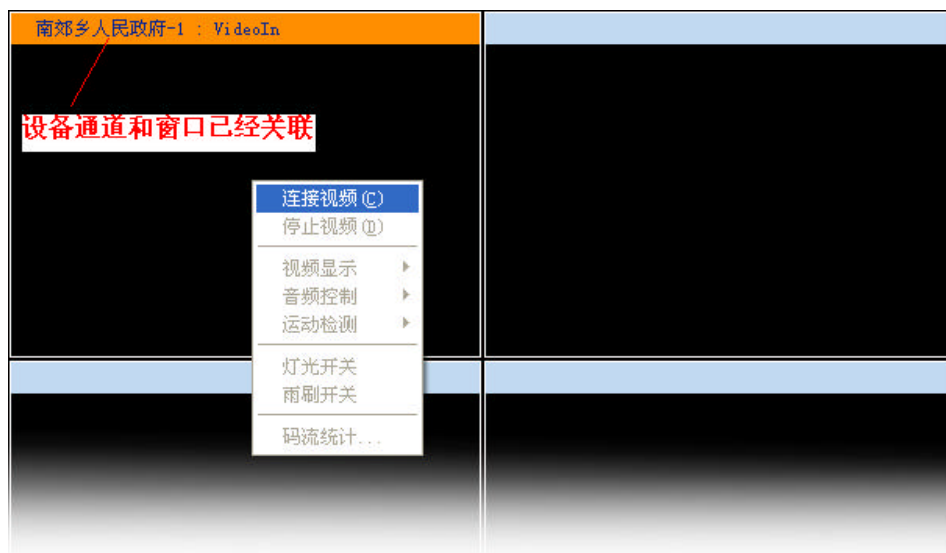 南郊乡人民政府-1 : VideoIn
设备通道和窗口已经关联
连接视频(C)
停止视频(D)
视频显示
音频控制
运动检测
灯光开关
雨刷开关
码流统计...